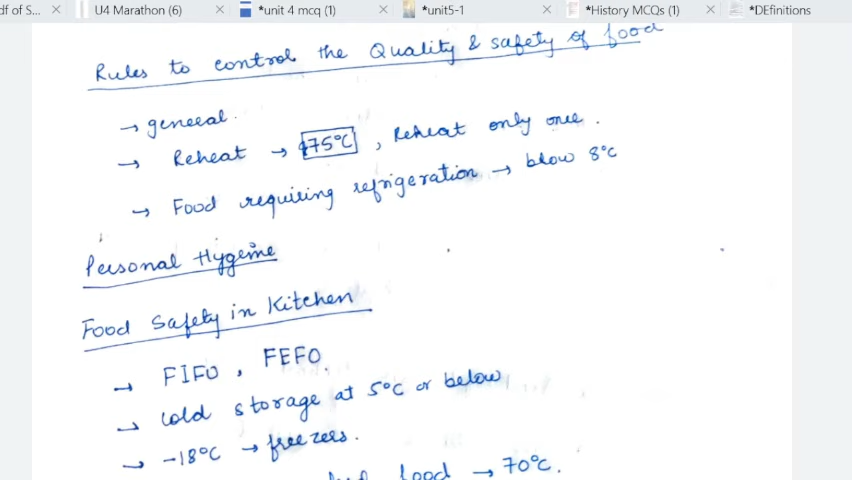 df of S...
U4 Marathon (6)
*unit 4 mcq (1)
*unit5-1
*History MCQs (1)
*DEfinitions
Rules to control the Quality & safety of food
→ general.
→ Reheat → 75°C, Reheat only once.
→ Food requiring refrigeration → blow 8°C
Personal Hygeine
Food Safety in Kitchen
→ FIFO, FEFO.
→ cold storage at 5°C or below
→ -18°C → freezers.
food → 70°C.